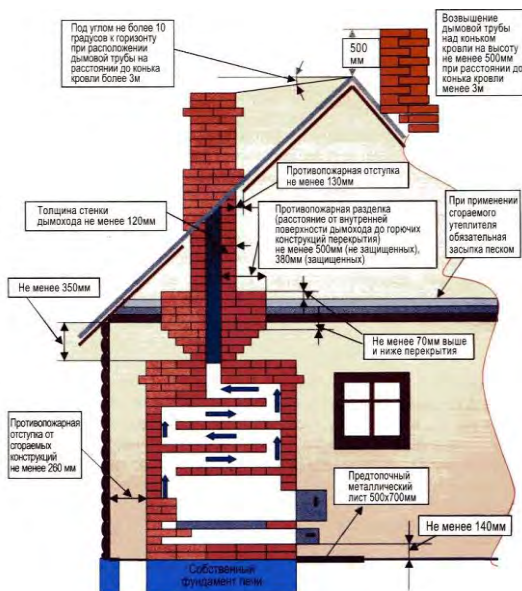 Под углом не более 10
градусов к горизонту
при расположении
дымовой трубы на
расстоянии до конька
кровли более 3м
500
мм
Возвышение
дымовой трубы
над коньком
кровли на высоту
не менее 500мм
при расстоянии до
конька кровли
менее 3м
Противопожарная отступка
не менее 130мм
Толщина стенки
дымохода не менее 120мм
Противопожарная разделка
(расстояние от внутренней
поверхности дымохода до горючих
конструкций перекрытия)
не менее 500мм (не защищенных),
380мм (защищенных)
При применении
сгораемого
утеплителя
обязательная
засыпка песком
Не менее 350мм
Не менее 70мм выше
и ниже перекрытия
Противопожарная
отступка от
сгораемых
конструкций
не менее 260 мм
Предтопочный
металлический
лист 500х700мм
Не менее 140мм
Собственный
фундамент печи